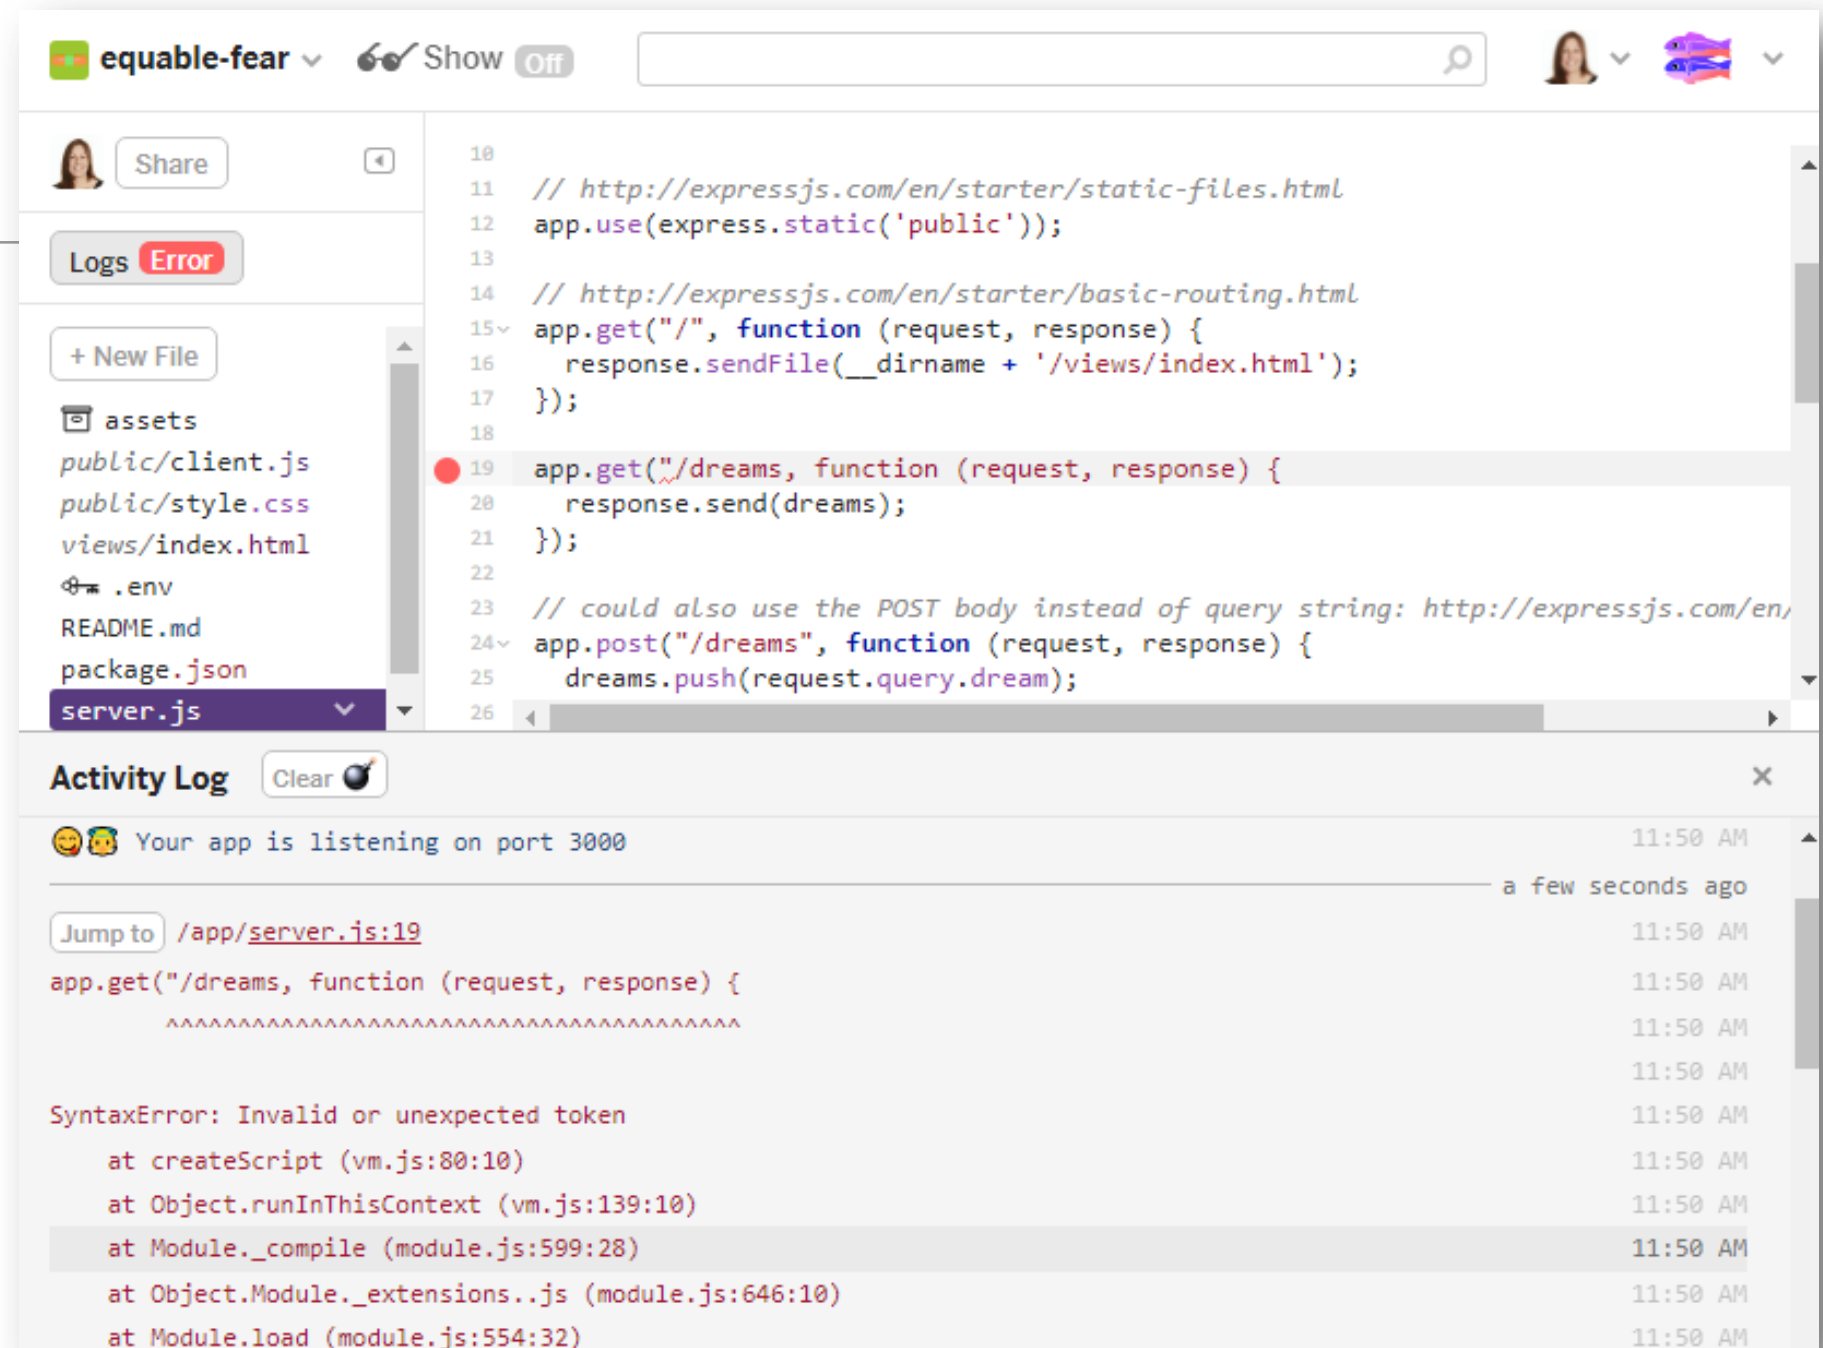 equable-fear Show Off
Share
Logs Error
+ New File
assets
public/client.js
public/style.css
views/index.html
.env
README.md
package.json
server.js
10
11 // http://expressjs.com/en/starter/static-files.html
12 app.use(express.static('public'));
13
14 // http://expressjs.com/en/starter/basic-routing.html
15 app.get("/", function (request, response) {
16 response.sendFile(__dirname + '/views/index.html');
17 });
18
19 app.get("/dreams, function (request, response) {
20 response.send(dreams);
21 });
22
23 // could also use the POST body instead of query string: http://expressjs.com/en/
24 app.post("/dreams", function (request, response) {
25 dreams.push(request.query.dream);
26
Activity Log Clear
Your app is listening on port 3000 11:50 AM
a few seconds ago
Jump to /app/server.js:19 11:50 AM
app.get("/dreams, function (request, response) { 11:50 AM
^^^^^^^^^^^^^^^^^^^^^^^^^^^^^^^^^^^^^^^^ 11:50 AM
11:50 AM
SyntaxError: Invalid or unexpected token 11:50 AM
at createScript (vm.js:80:10) 11:50 AM
at Object.runInThisContext (vm.js:139:10) 11:50 AM
at Module._compile (module.js:599:28) 11:50 AM
at Object.Module._extensions..js (module.js:646:10) 11:50 AM
at Module.load (module.js:554:32) 11:50 AM